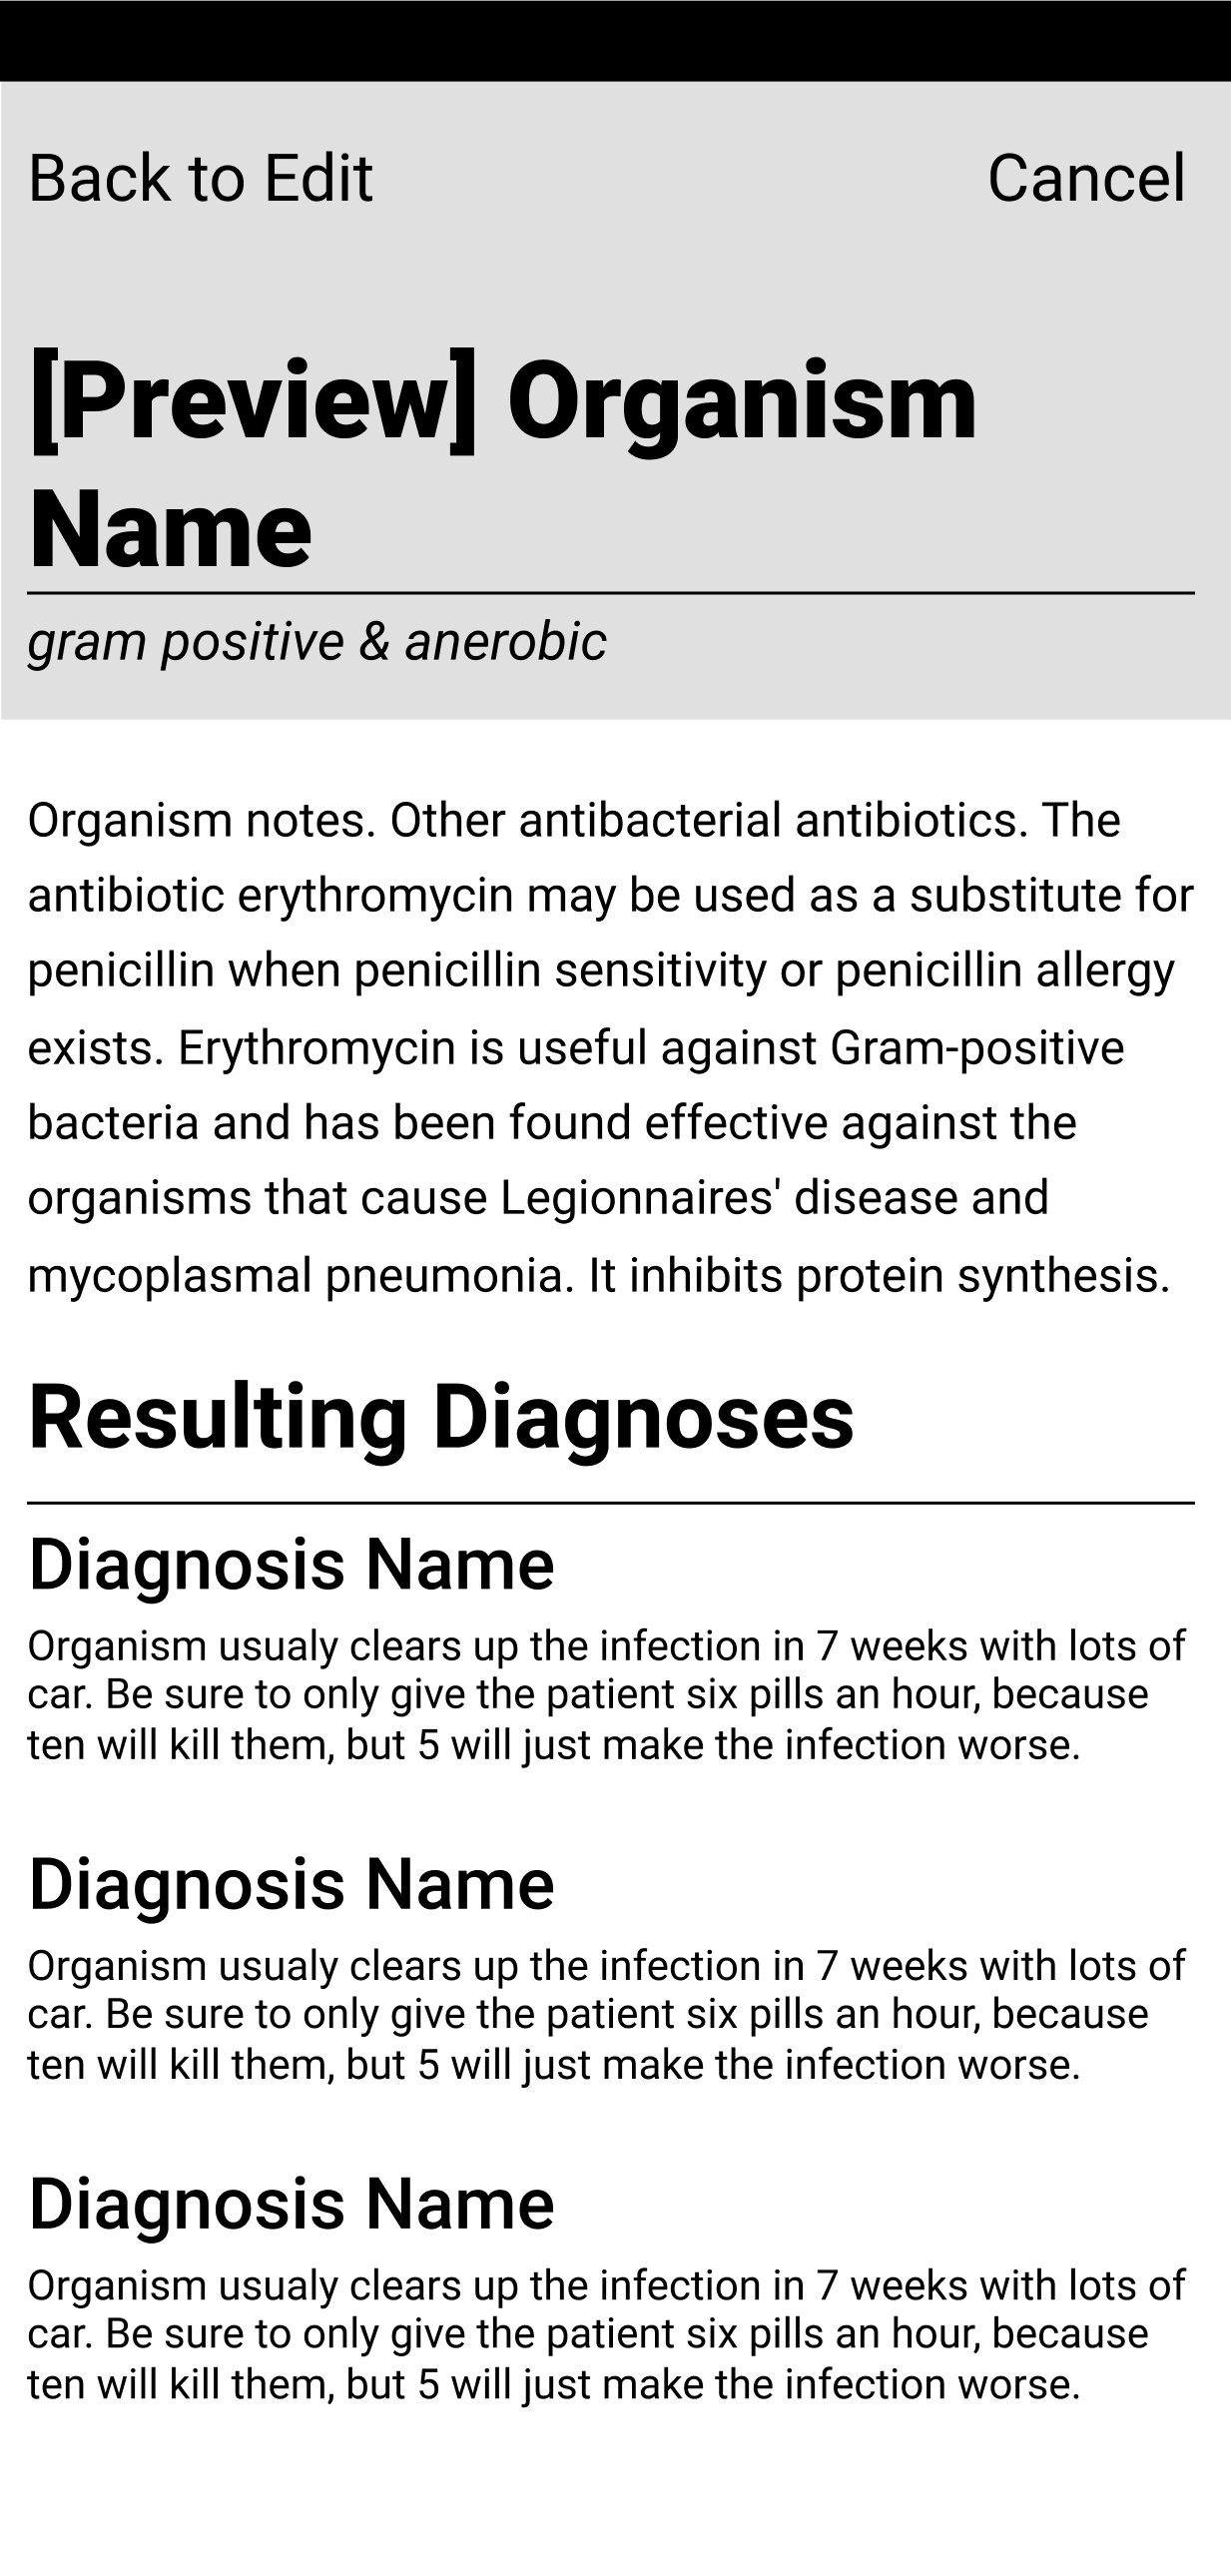 Back to Edit
Cancel
[Preview] Organism
Name
gram positive & anerobic
Organism notes. Other antibacterial antibiotics. The
antibiotic erythromycin may be used as a substitute for
penicillin when penicillin sensitivity or penicillin allergy
exists. Erythromycin is useful against Gram-positive
bacteria and has been found effective against the
organisms that cause Legionnaires' disease and
mycoplasmal pneumonia. It inhibits protein synthesis.
Resulting Diagnoses
Diagnosis Name
Organism usualy clears up the infection in 7 weeks with lots of
car. Be sure to only give the patient six pills an hour, because
ten will kill them, but 5 will just make the infection worse.
Diagnosis Name
Organism usualy clears up the infection in 7 weeks with lots of
car. Be sure to only give the patient six pills an hour, because
ten will kill them, but 5 will just make the infection worse.
Diagnosis Name
Organism usualy clears up the infection in 7 weeks with lots of
car. Be sure to only give the patient six pills an hour, because
ten will kill them, but 5 will just make the infection worse.